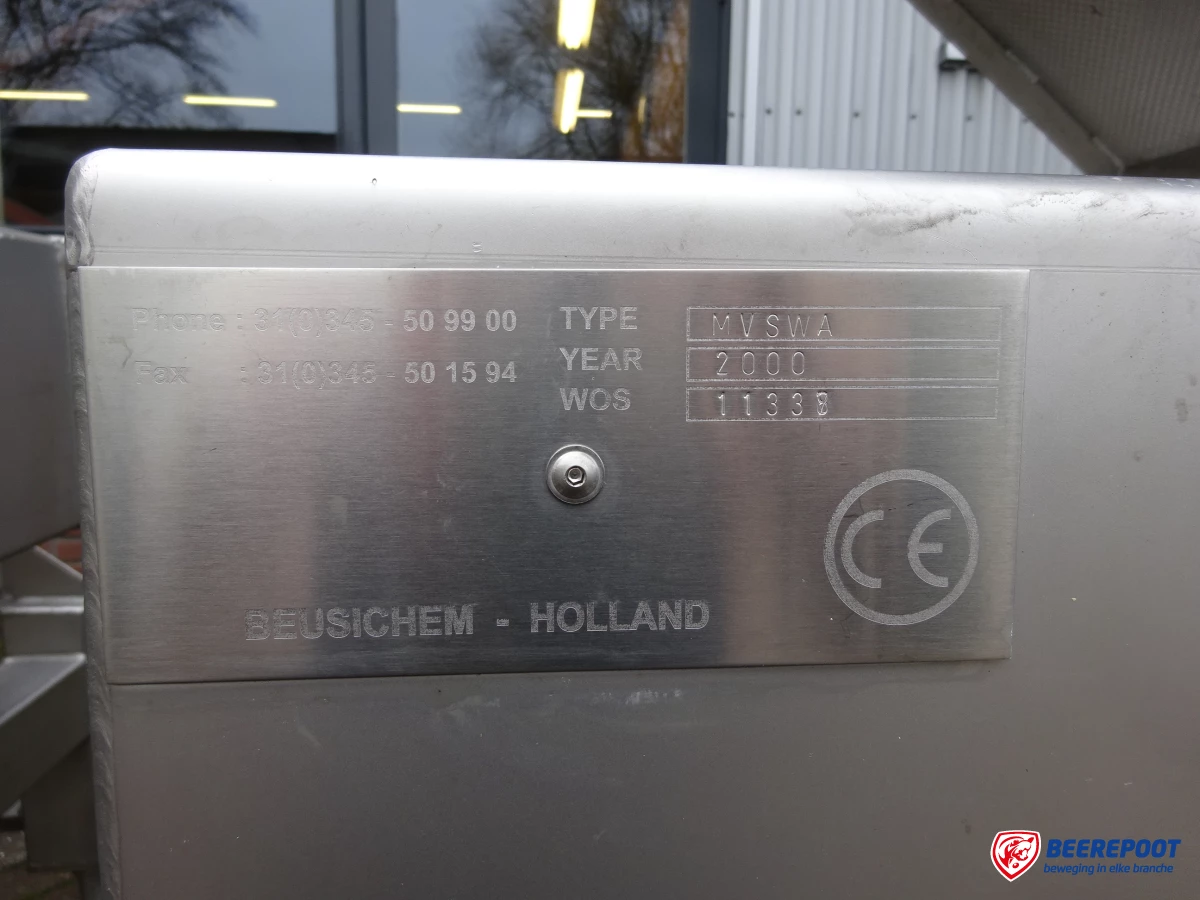 Phone : 31(0)345 - 50 99 00
Fax : 31(0)345 - 50 15 94
TYPE MVSWA
YEAR 2000
WOS
CE
BEUSICHEM - HOLLAND
BEEREPOOT
beweging in elke branche